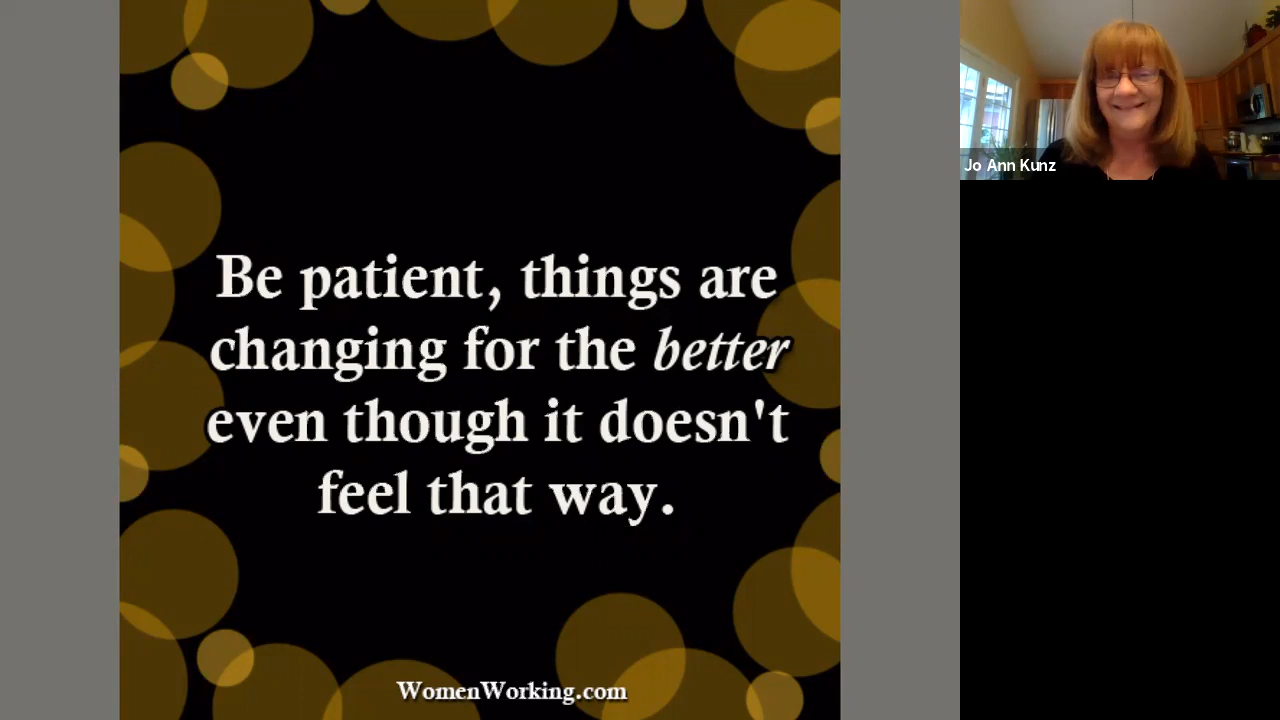 Be patient, things are
changing for the better
even though it doesn't
feel that way.
WomenWorking.com
Jo Ann Kunz